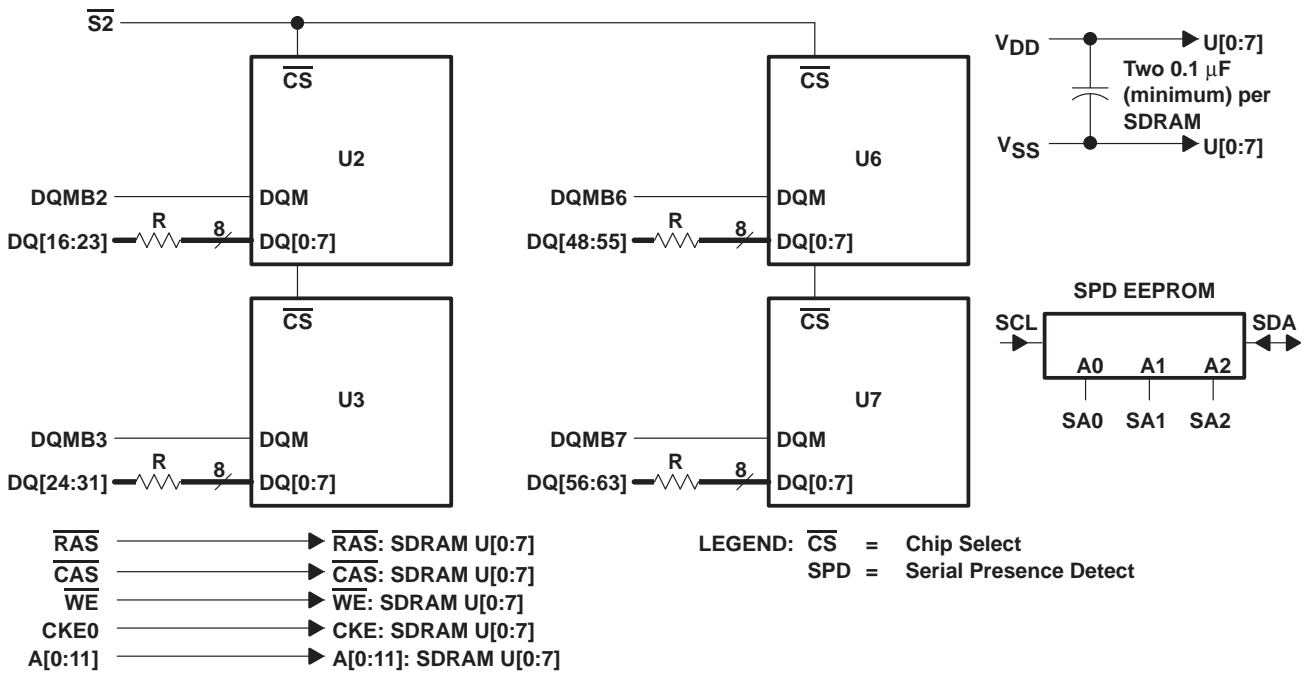 S2
CS
U2
DQMB2 DQM
R 8
DQ[16:23] DQ[0:7]
CS
U3
DQMB3 DQM
R 8
DQ[24:31] DQ[0:7]
CS
U6
DQMB6 DQM
R 8
DQ[48:55] DQ[0:7]
CS
U7
DQMB7 DQM
R 8
DQ[56:63] DQ[0:7]
VDD U[0:7]
Two 0.1 μF
(minimum) per
SDRAM
VSS U[0:7]
SPD EEPROM
SCL SDA
A0 A1 A2
SA0 SA1 SA2
RAS RAS: SDRAM U[0:7]
CAS CAS: SDRAM U[0:7]
WE WE: SDRAM U[0:7]
CKE0 CKE: SDRAM U[0:7]
A[0:11] A[0:11]: SDRAM U[0:7]
LEGEND: CS = Chip Select
SPD = Serial Presence Detect